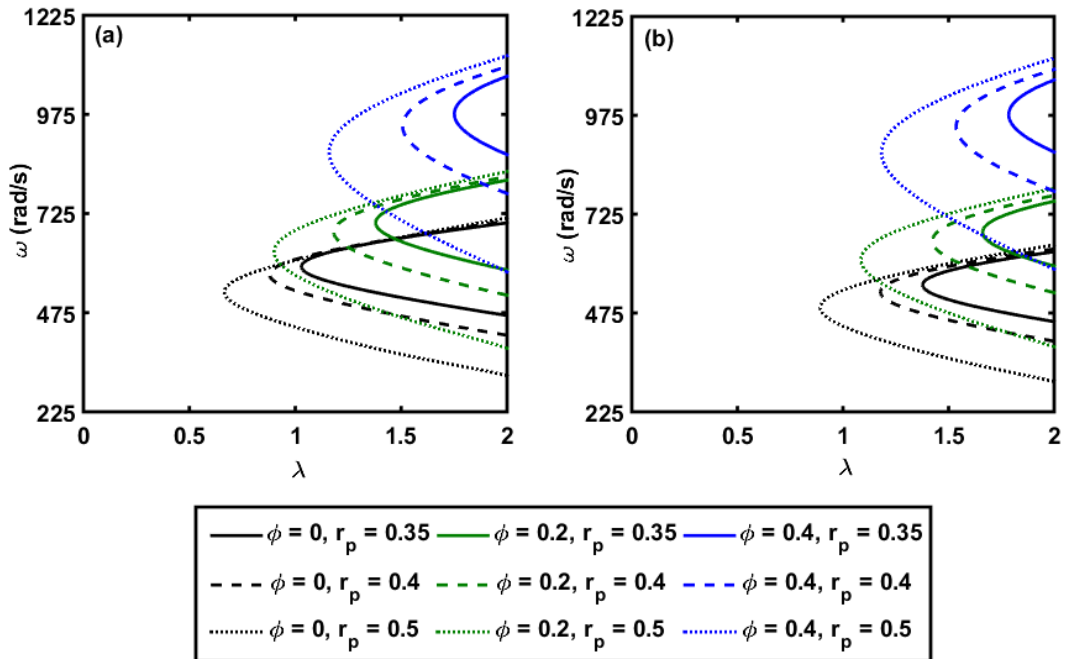 (a)
1225
975
725
475
225
ω (rad/s)
0 0.5 1 1.5 2
λ
(b)
1225
975
725
475
225
ω (rad/s)
0 0.5 1 1.5 2
λ
ϕ = 0, r_p = 0.35 ϕ = 0.2, r_p = 0.35 ϕ = 0.4, r_p = 0.35
ϕ = 0, r_p = 0.4 ϕ = 0.2, r_p = 0.4 ϕ = 0.4, r_p = 0.4
ϕ = 0, r_p = 0.5 ϕ = 0.2, r_p = 0.5 ϕ = 0.4, r_p = 0.5